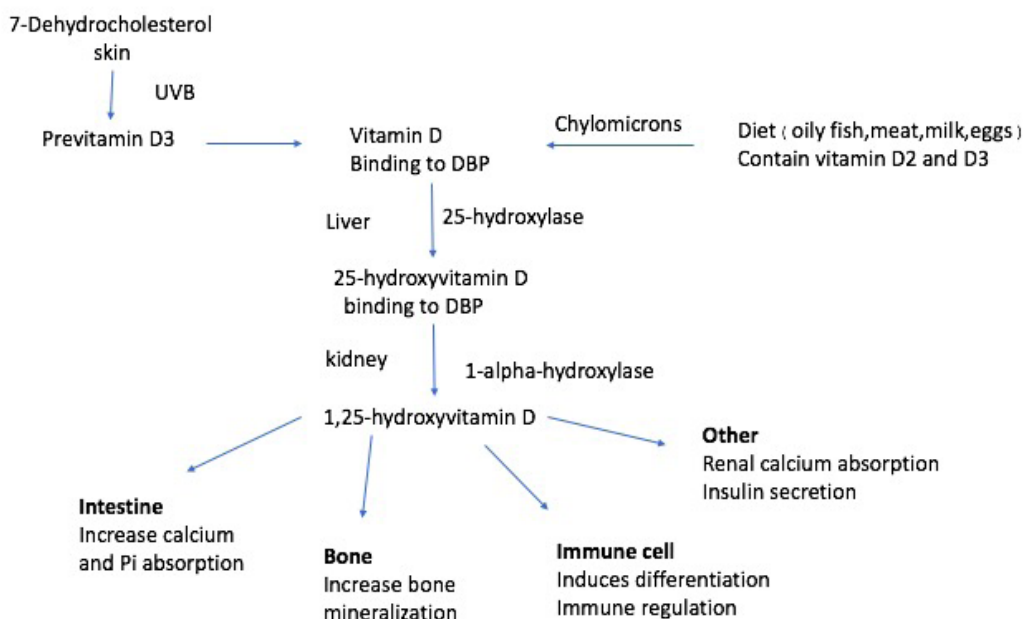 7-Dehydrocholesterol
skin
UVB
Previtamin D3
Vitamin D
Binding to DBP
Chylomicrons
Diet ( oily fish,meat,milk,eggs )
Contain vitamin D2 and D3
Liver
25-hydroxylase
25-hydroxyvitamin D
binding to DBP
kidney
1-alpha-hydroxylase
1,25-hydroxyvitamin D
Intestine
Increase calcium
and Pi absorption
Bone
Increase bone
mineralization
Immune cell
Induces differentiation
Immune regulation
Other
Renal calcium absorption
Insulin secretion